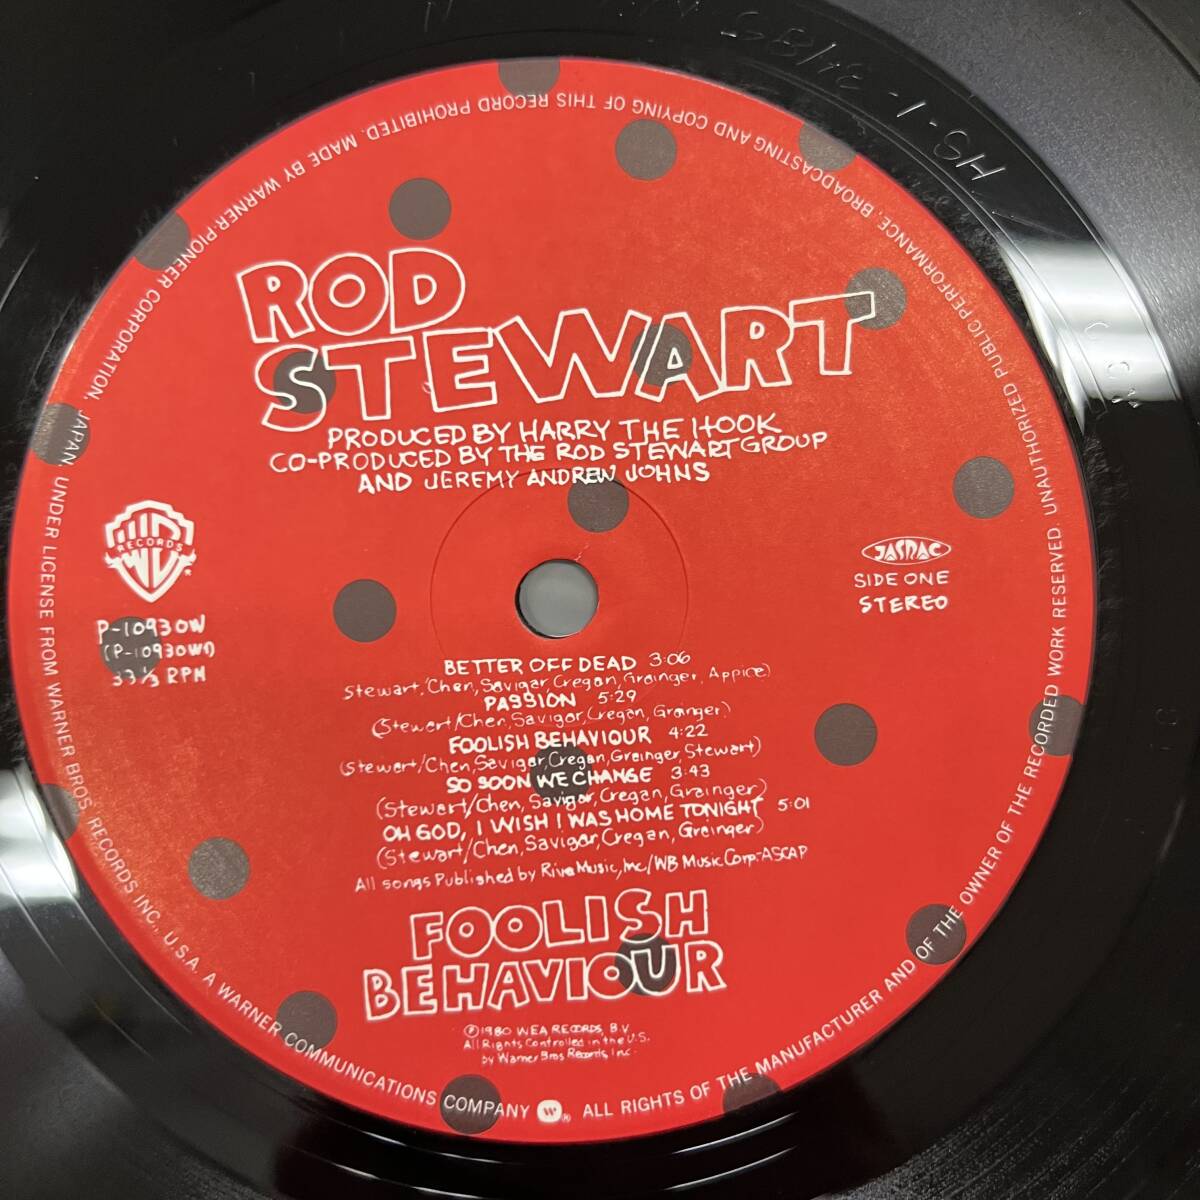 ROD
STEWART
PRODUCED BY HARRY THE HOOK
CO-PRODUCED BY THE ROD STEWART GROUP
AND JEREMY ANDREW JOHNS
RECORDS
P-10930W
(P-10930W1)
33 1/3 RPM
JASRAC
SIDE ONE
STEREO
BETTER OFF DEAD 3:06
Stewart/Chen, Savigar, Cregan, Grainger, Appice)
PASSION 5:29
(Stewart/Chen, Savigar, Cregan, Grainger)
FOOLISH BEHAVIOUR 4:22
(Stewart/Chen, Savigar, Cregan, Grainger, Stewart)
SO SOON WE CHANGE 3:43
(Stewart/Chen, Savigar, Cregan, Grainger)
OH GOD, I WISH I WAS HOME TONIGHT 5:01
(Stewart/Chen, Savigar, Cregan, Grainger)
All songs Published by Riva Music, Inc/WB Music Corp.-ASCAP
FOOLISH
BEHAVIOUR
Ⓟ1980 WEA RECORDS, B.V.
All Rights Controlled in the U.S.
by Warner Bros Records, Inc.
MADE BY WARNER-PIONEER CORPORATION, JAPAN, UNDER LICENSE FROM WARNER BROS. RECORDS INC., U.S.A. A WARNER COMMUNICATIONS COMPANY ® ALL RIGHTS OF THE MANUFACTURER AND OF THE OWNER OF THE RECORDED WORK RESERVED. UNAUTHORIZED PUBLIC PERFORMANCE, BROADCASTING AND COPYING OF THIS RECORD PROHIBITED.